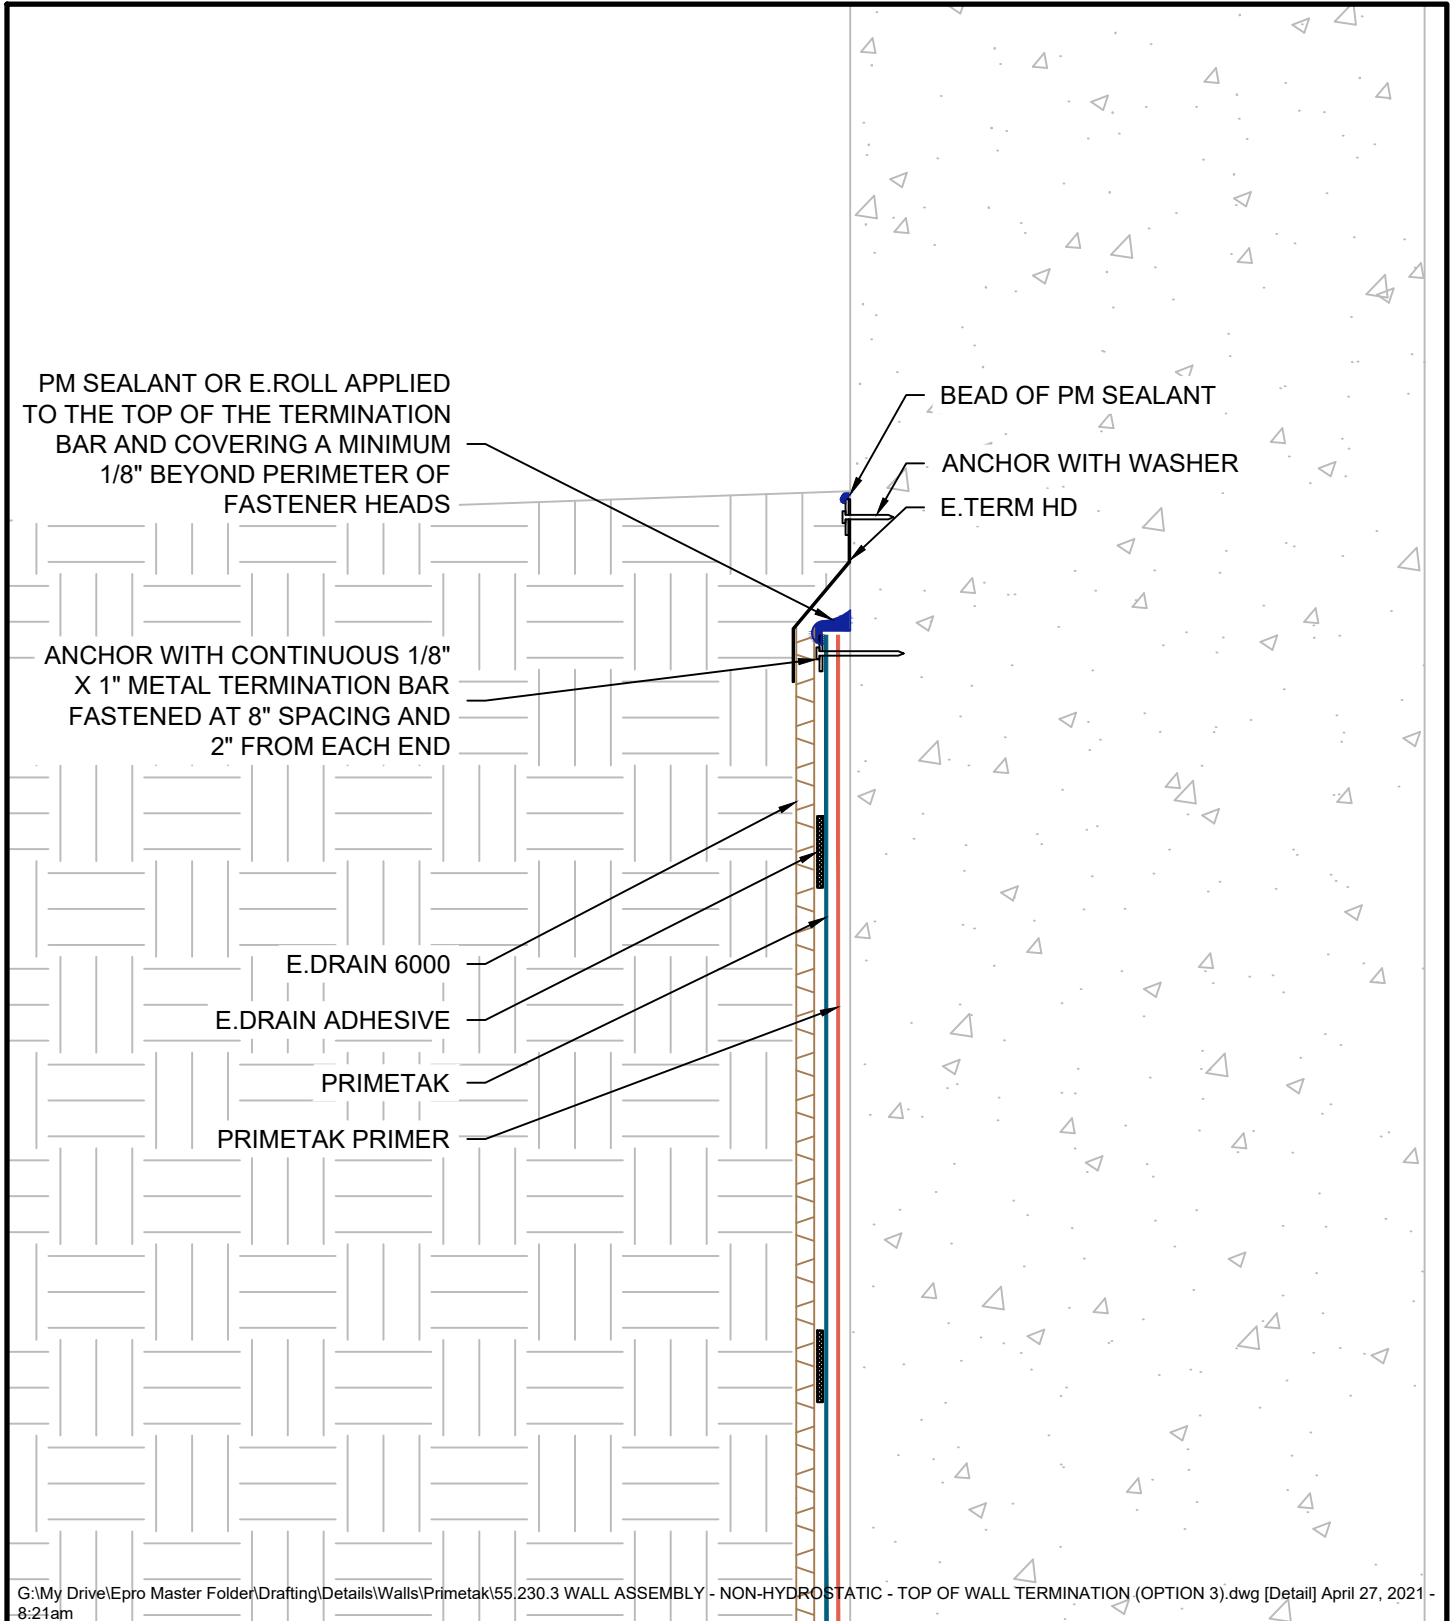 PM SEALANT OR E.ROLL APPLIED
TO THE TOP OF THE TERMINATION
BAR AND COVERING A MINIMUM
1/8" BEYOND PERIMETER OF
FASTENER HEADS
BEAD OF PM SEALANT
ANCHOR WITH WASHER
E.TERM HD
ANCHOR WITH CONTINUOUS 1/8"
X 1" METAL TERMINATION BAR
FASTENED AT 8" SPACING AND
2" FROM EACH END
E.DRAIN 6000
E.DRAIN ADHESIVE
PRIMETAK
PRIMETAK PRIMER
G:\My Drive\Epro Master Folder\Drafting\Details\Walls\Primetak\55.230.3 WALL ASSEMBLY - NON-HYDROSTATIC - TOP OF WALL TERMINATION (OPTION 3).dwg [Detail] April 27, 2021 -
8:21am